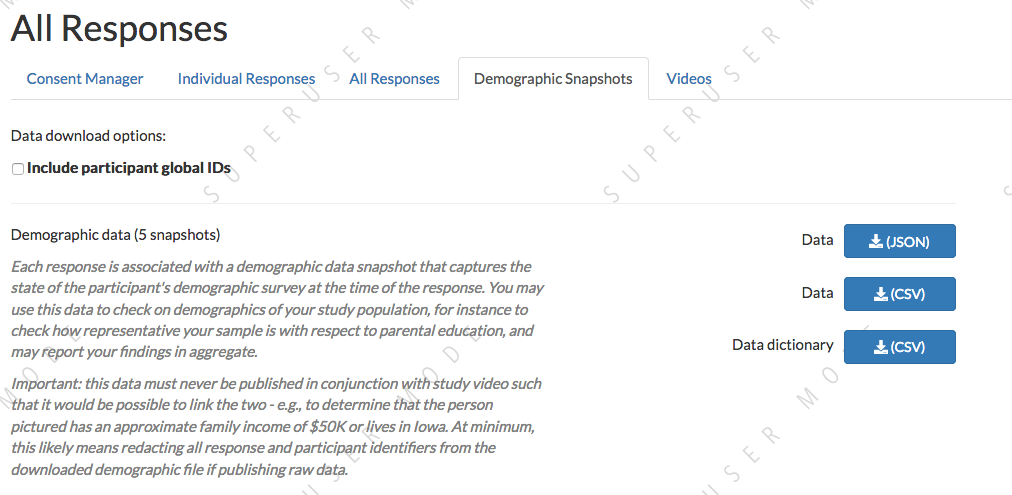 All Responses
Consent Manager Individual Responses All Responses Demographic Snapshots Videos
Data download options:
Include participant global IDs
Demographic data (5 snapshots)
Each response is associated with a demographic data snapshot that captures the
state of the participant's demographic survey at the time of the response. You may
use this data to check on demographics of your study population, for instance to
check how representative your sample is with respect to parental education, and
may report your findings in aggregate.
Important: this data must never be published in conjunction with study video such
that it would be possible to link the two - e.g., to determine that the person
pictured has an approximate family income of $50K or lives in Iowa. At minimum,
this likely means redacting all response and participant identifiers from the
downloaded demographic file if publishing raw data.
Data (JSON)
Data (CSV)
Data dictionary (CSV)
SUPERUSER MODE
SUPERUSER MODE